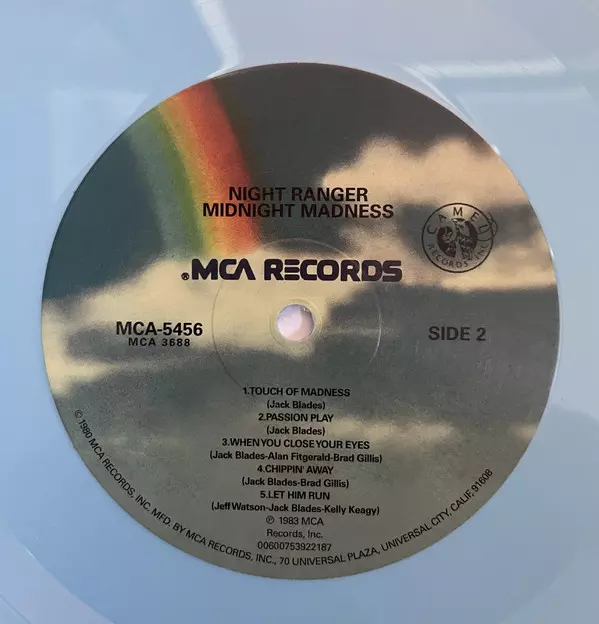 NIGHT RANGER
MIDNIGHT MADNESS
CAMEL
RECORDS, INC.
®MCA RECORDS
MCA-5456
MCA 3688
SIDE 2
1.TOUCH OF MADNESS
(Jack Blades)
2.PASSION PLAY
(Jack Blades)
3.WHEN YOU CLOSE YOUR EYES
(Jack Blades-Alan Fitgerald-Brad Gillis)
4.CHIPPIN' AWAY
(Jack Blades-Brad Gillis)
5.LET HIM RUN
(Jeff Watson-Jack Blades-Kelly Keagy)
℗ 1983 MCA
Records, Inc.
00600753922187
© 1980 MCA RECORDS, INC. MFD. BY MCA RECORDS, INC., 70 UNIVERSAL PLAZA, UNIVERSAL CITY, CALIF, 91608